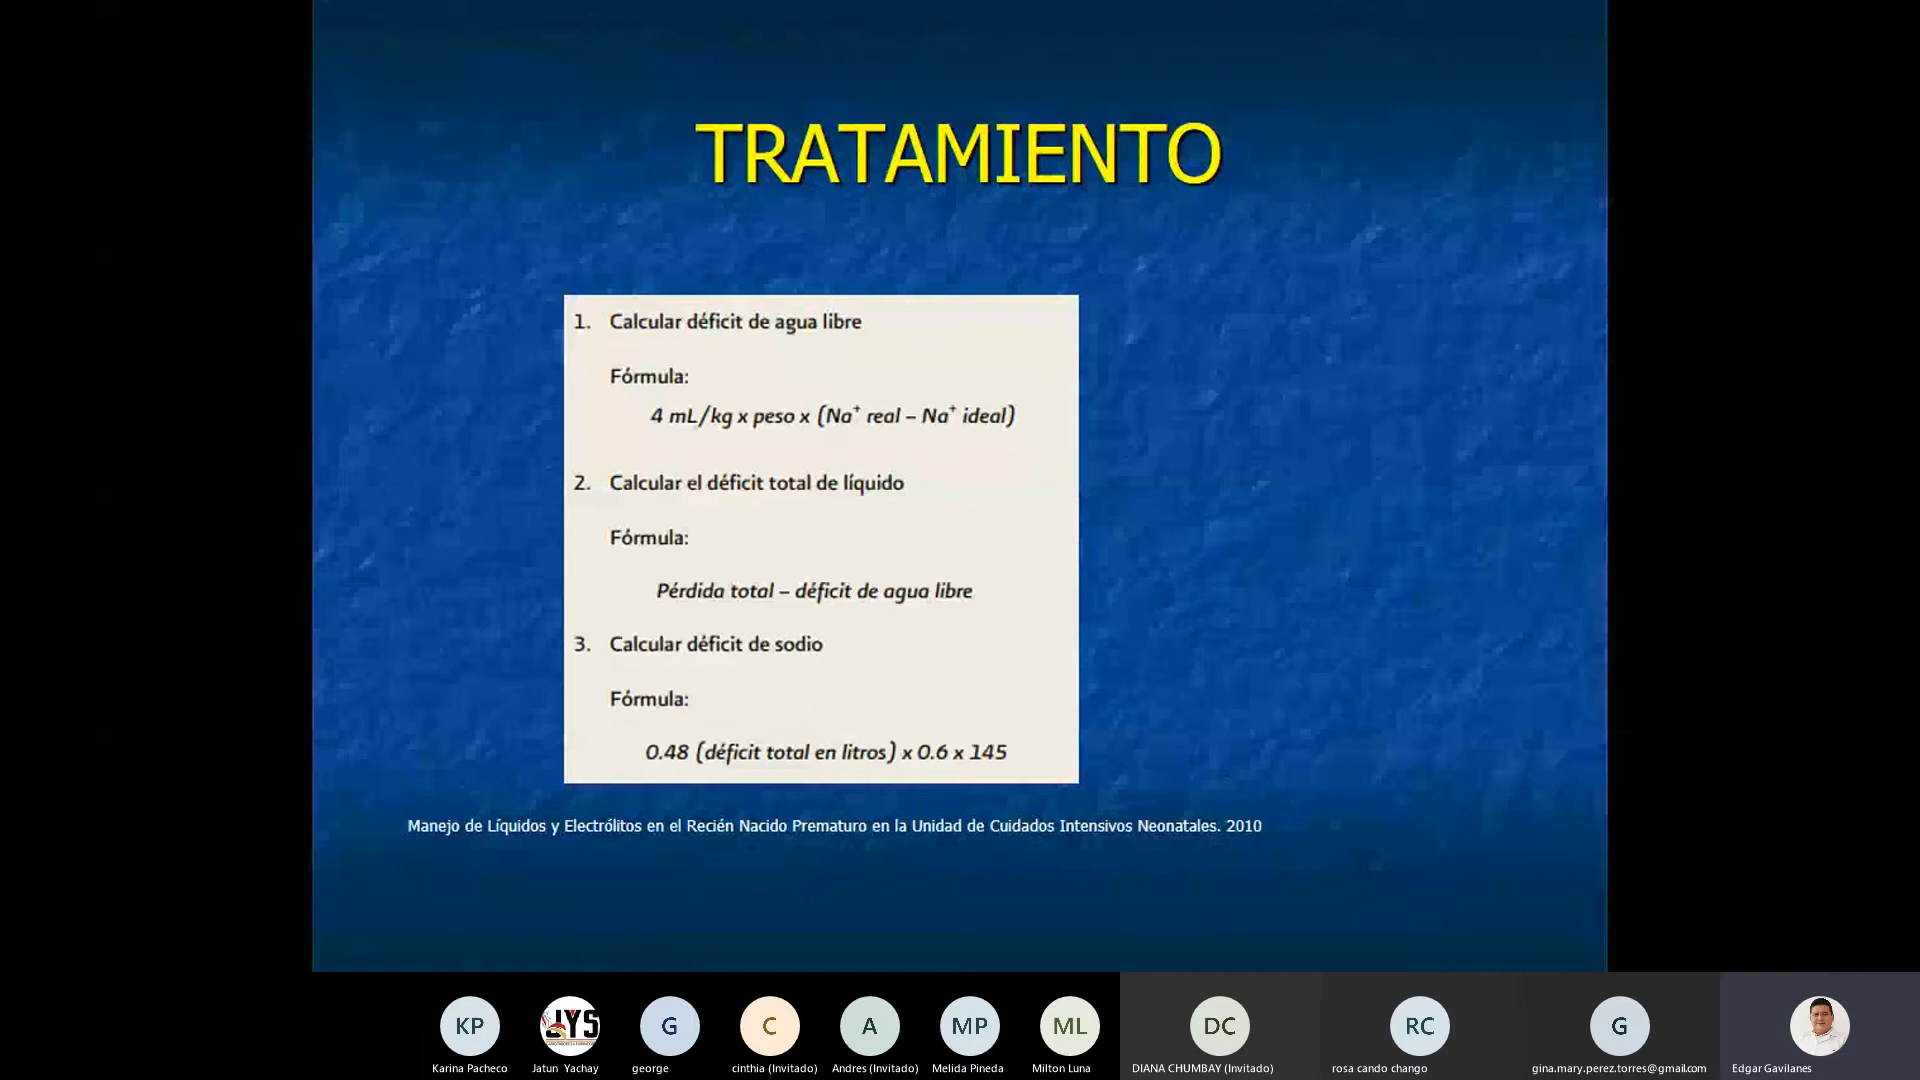 TRATAMIENTO
1. Calcular déficit de agua libre
Fórmula:
4 mL/kg x peso x (Na⁺ real – Na⁺ ideal)
2. Calcular el déficit total de líquido
Fórmula:
Pérdida total – déficit de agua libre
3. Calcular déficit de sodio
Fórmula:
0.48 (déficit total en litros) x 0.6 x 145
Manejo de Líquidos y Electrólitos en el Recién Nacido Prematuro en la Unidad de Cuidados Intensivos Neonatales. 2010
KP JYS G C A MP ML DC RC G
Karina Pacheco Jatun Yachay george cinthia (Invitado) Andres (Invitado) Melida Pineda Milton Luna DIANA CHUMBAY (Invitado) rosa cando chango gina.mary.perez.torres@gmail.com Edgar Gavilanes